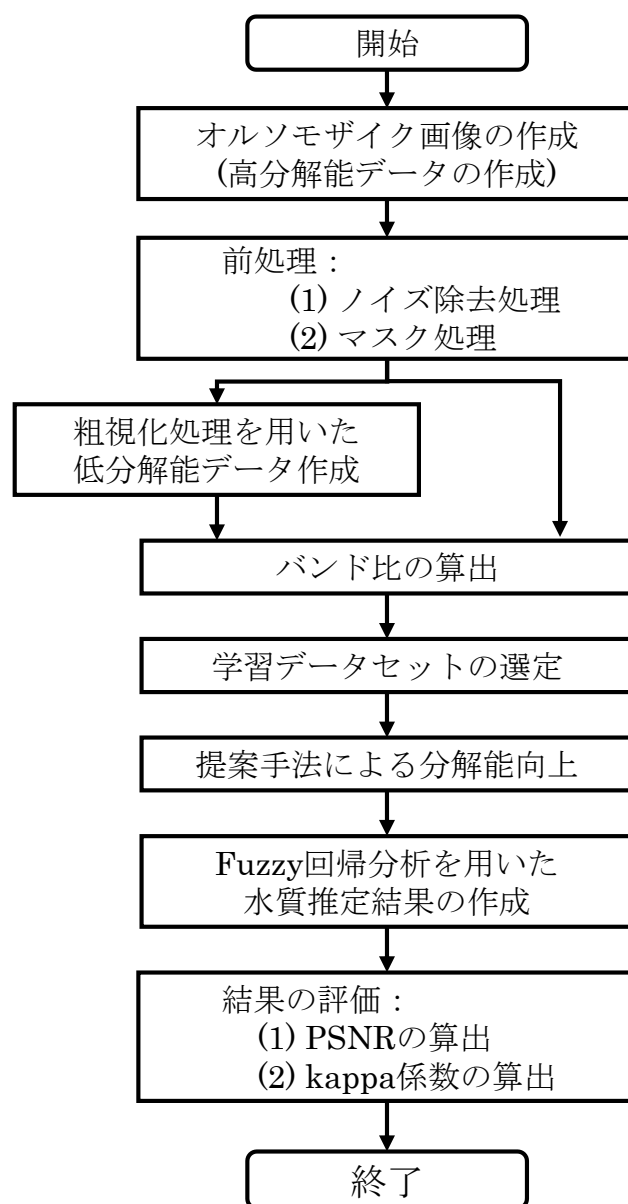 開始
オルソモザイク画像の作成
(高分解能データの作成)
前処理：
(1) ノイズ除去処理
(2) マスク処理
粗視化処理を用いた
低分解能データ作成
バンド比の算出
学習データセットの選定
提案手法による分解能向上
Fuzzy回帰分析を用いた
水質推定結果の作成
結果の評価：
(1) PSNRの算出
(2) kappa係数の算出
終了